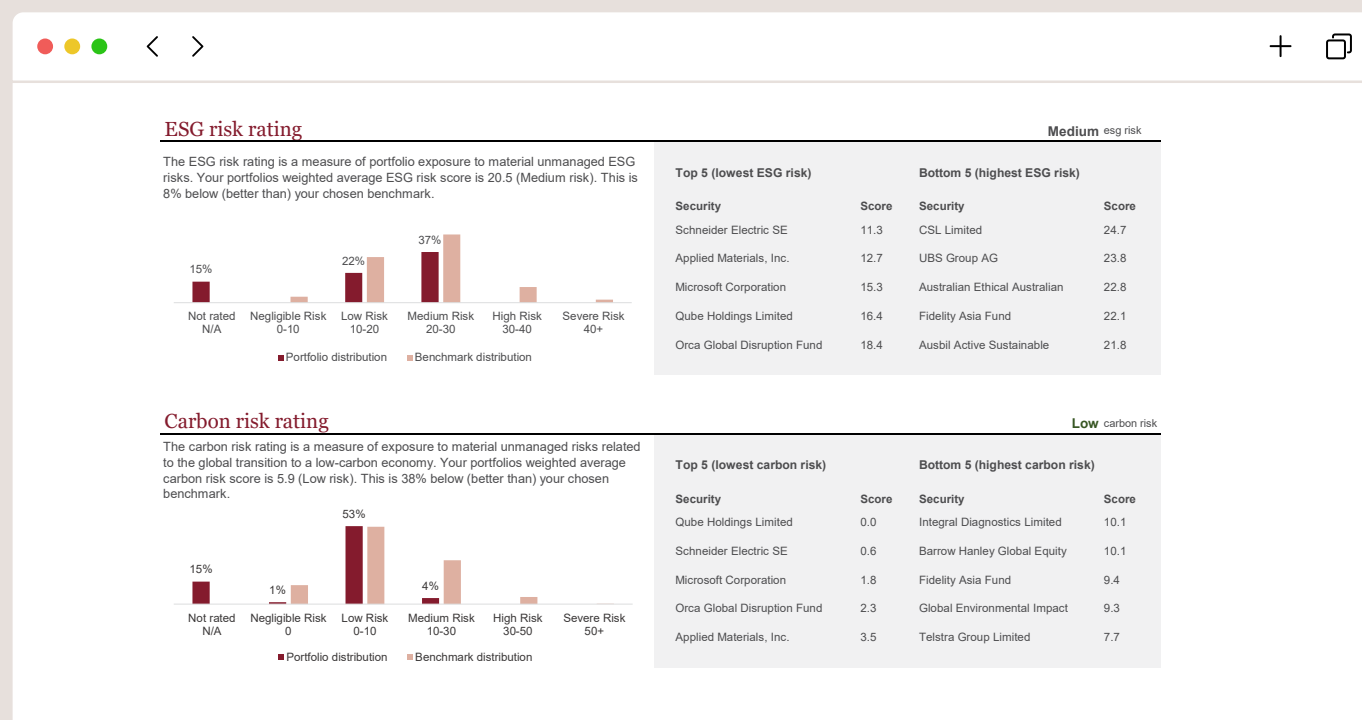 ESG risk rating
Medium esg risk
The ESG risk rating is a measure of portfolio exposure to material unmanaged ESG
risks. Your portfolios weighted average ESG risk score is 20.5 (Medium risk). This is
8% below (better than) your chosen benchmark.
15%
22%
37%
Not rated Negligible Risk Low Risk Medium Risk High Risk Severe Risk
N/A 0-10 10-20 20-30 30-40 40+
Portfolio distribution Benchmark distribution
Top 5 (lowest ESG risk) Bottom 5 (highest ESG risk)
Security Score Security Score
Schneider Electric SE 11.3 CSL Limited 24.7
Applied Materials, Inc. 12.7 UBS Group AG 23.8
Microsoft Corporation 15.3 Australian Ethical Australian 22.8
Qube Holdings Limited 16.4 Fidelity Asia Fund 22.1
Orca Global Disruption Fund 18.4 Ausbil Active Sustainable 21.8
Carbon risk rating
Low carbon risk
The carbon risk rating is a measure of exposure to material unmanaged risks related
to the global transition to a low-carbon economy. Your portfolios weighted average
carbon risk score is 5.9 (Low risk). This is 38% below (better than) your chosen
benchmark.
15%
1%
53%
4%
Not rated Negligible Risk Low Risk Medium Risk High Risk Severe Risk
N/A 0 0-10 10-30 30-50 50+
Portfolio distribution Benchmark distribution
Top 5 (lowest carbon risk) Bottom 5 (highest carbon risk)
Security Score Security Score
Qube Holdings Limited 0.0 Integral Diagnostics Limited 10.1
Schneider Electric SE 0.6 Barrow Hanley Global Equity 10.1
Microsoft Corporation 1.8 Fidelity Asia Fund 9.4
Orca Global Disruption Fund 2.3 Global Environmental Impact 9.3
Applied Materials, Inc. 3.5 Telstra Group Limited 7.7